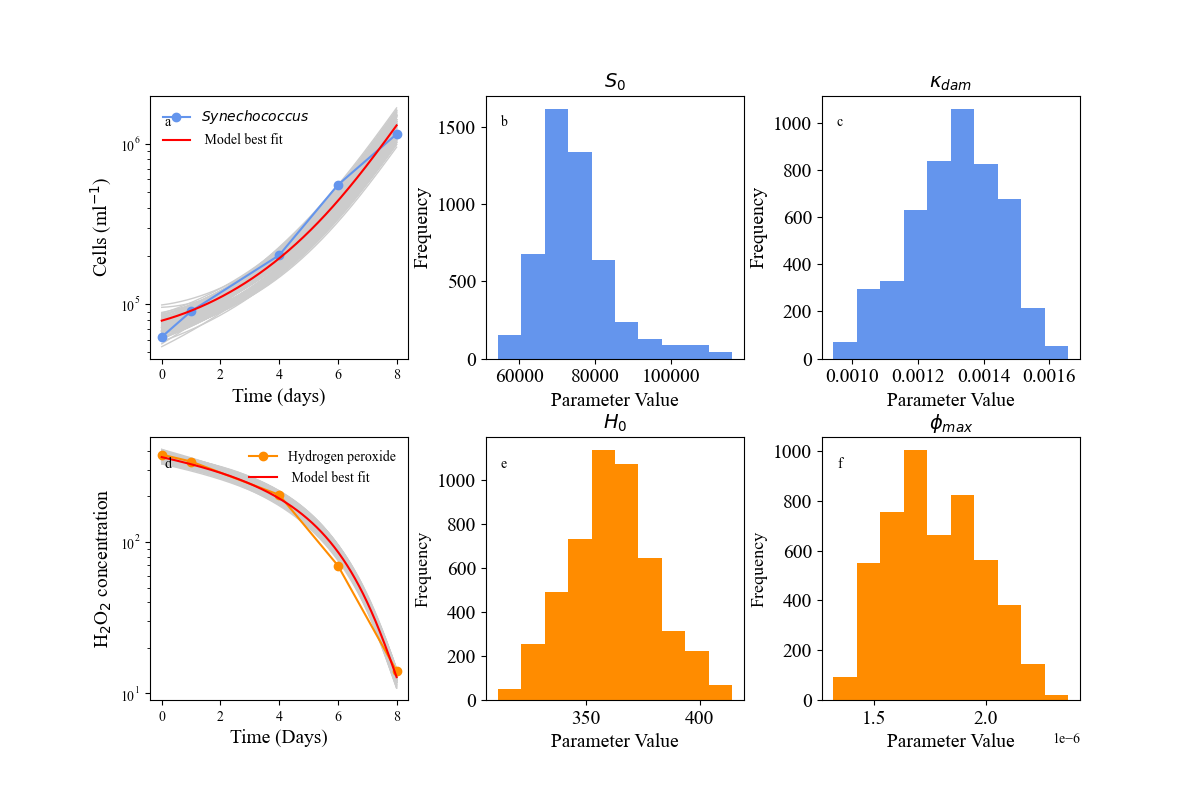 a
Synechococcus
Model best fit
10⁶
10⁵
Cells (ml⁻¹)
0 2 4 6 8
Time (days)
S₀
b
1500
1000
500
0
Frequency
60000 80000 100000
Parameter Value
κ_dam
c
1000
800
600
400
200
0
Frequency
0.0010 0.0012 0.0014 0.0016
Parameter Value
d
Hydrogen peroxide
Model best fit
10²
10¹
H₂O₂ concentration
0 2 4 6 8
Time (Days)
H₀
e
1000
800
600
400
200
0
Frequency
350 400
Parameter Value
ϕ_max
f
1000
800
600
400
200
0
Frequency
1.5 2.0
Parameter Value
1e−6